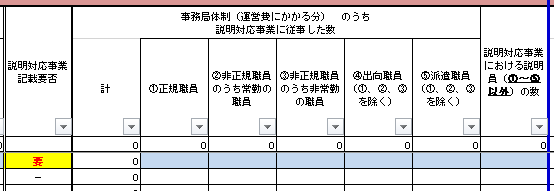 事務局体制（運営費にかかる分）　のうち
説明対応事業に従事した数
説明対応事業
記載要否
計
①正規職員
②非正規職員
のうち常勤の
職員
③非正規職員
のうち非常勤
職員
④出向職員
（①、②、③
を除く）
⑤派遣職員
（①、②、③
を除く）
説明対応事業
における説明
員（①～⑤
以外）の数
0 0 0 0 0 0 0
要 0
－ 0